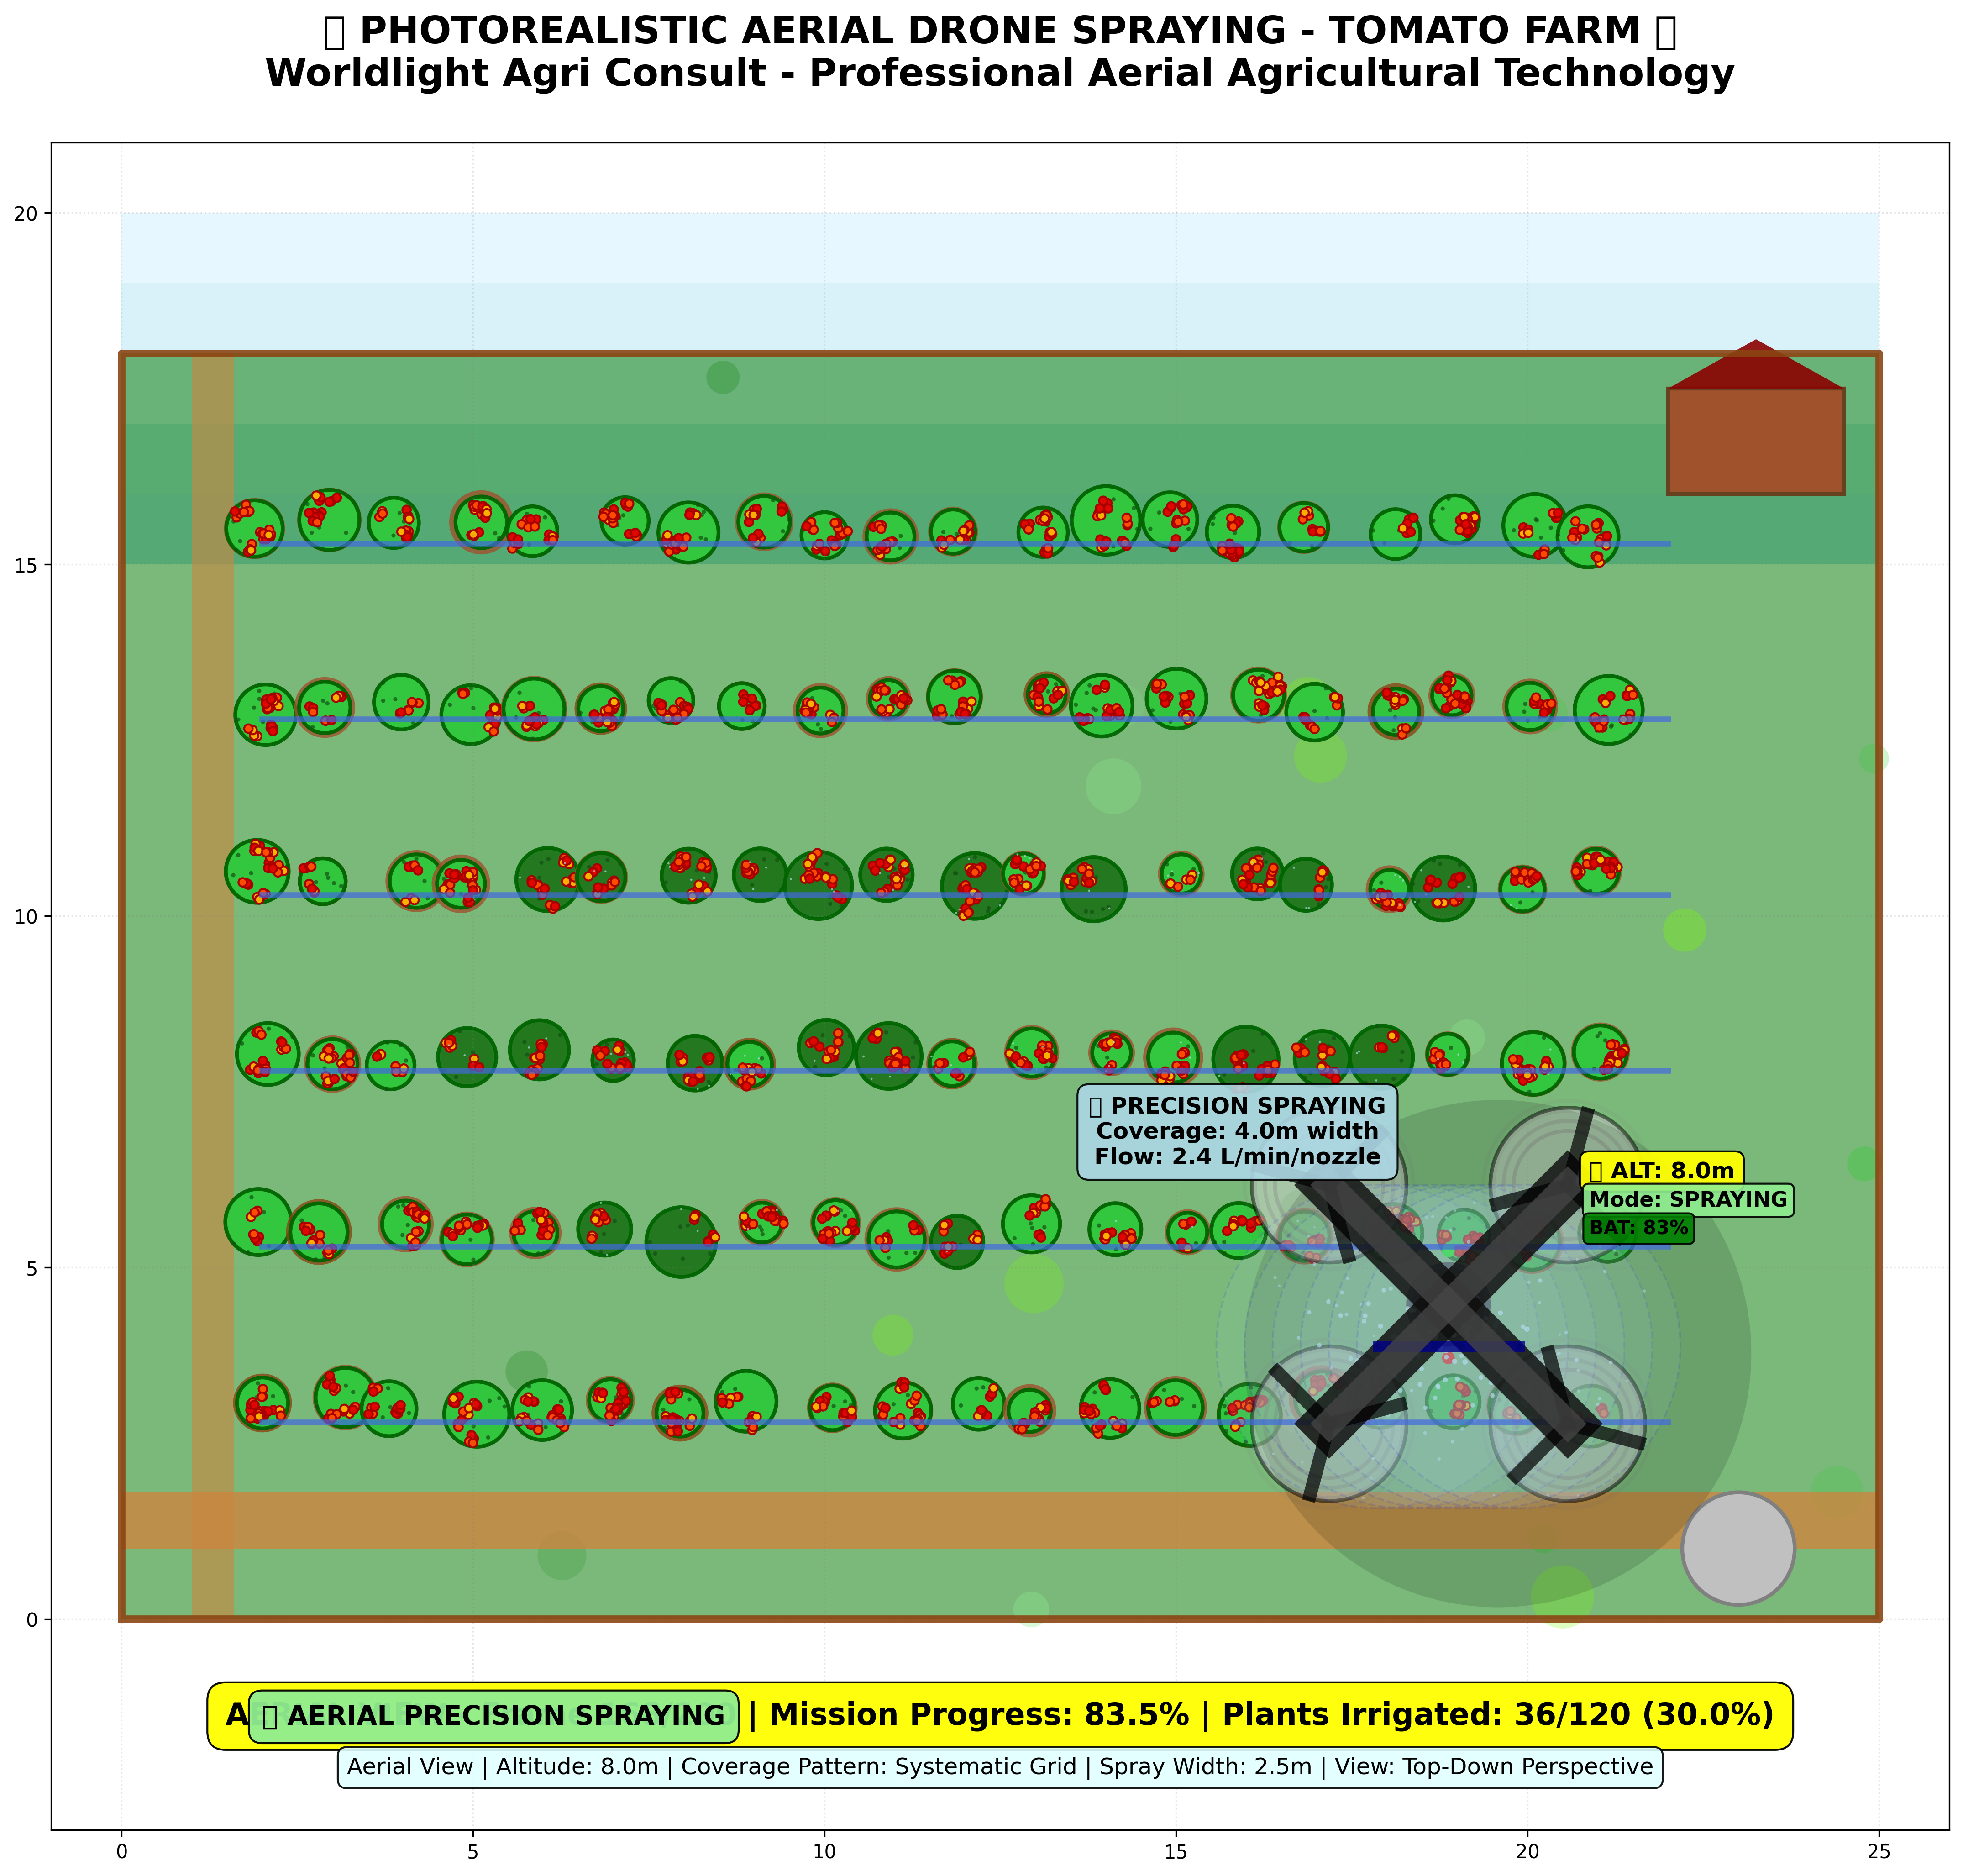 PHOTOREALISTIC AERIAL DRONE SPRAYING - TOMATO FARM
Worldlight Agri Consult - Professional Aerial Agricultural Technology
20
15
10
5
0
PRECISION SPRAYING
Coverage: 4.0m width
Flow: 2.4 L/min/nozzle
ALT: 8.0m
Mode: SPRAYING
BAT: 83%
AERIAL PRECISION SPRAYING
| Mission Progress: 83.5% | Plants Irrigated: 36/120 (30.0%)
Aerial View | Altitude: 8.0m | Coverage Pattern: Systematic Grid | Spray Width: 2.5m | View: Top-Down Perspective
0 5 10 15 20 25